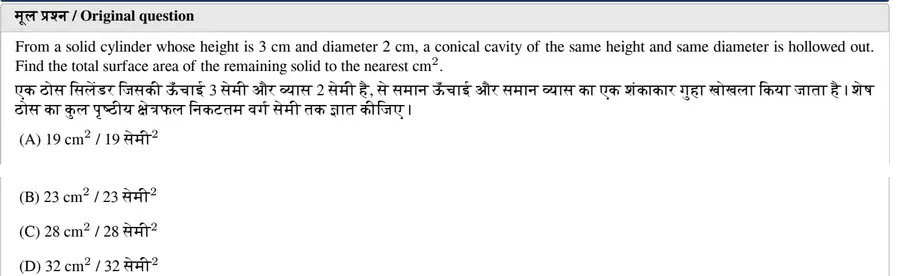 मूल प्रश्न / Original question
From a solid cylinder whose height is 3 cm and diameter 2 cm, a conical cavity of the same height and same diameter is hollowed out.
Find the total surface area of the remaining solid to the nearest cm².
एक ठोस सिलेंडर जिसकी ऊँचाई 3 सेमी और व्यास 2 सेमी है, से समान ऊँचाई और समान व्यास का एक शंकाकार गुहा खोखला किया जाता है। शेष
ठोस का कुल पृष्ठीय क्षेत्रफल निकटतम वर्ग सेमी तक ज्ञात कीजिए।
(A) 19 cm² / 19 सेमी²
(B) 23 cm² / 23 सेमी²
(C) 28 cm² / 28 सेमी²
(D) 32 cm² / 32 सेमी²